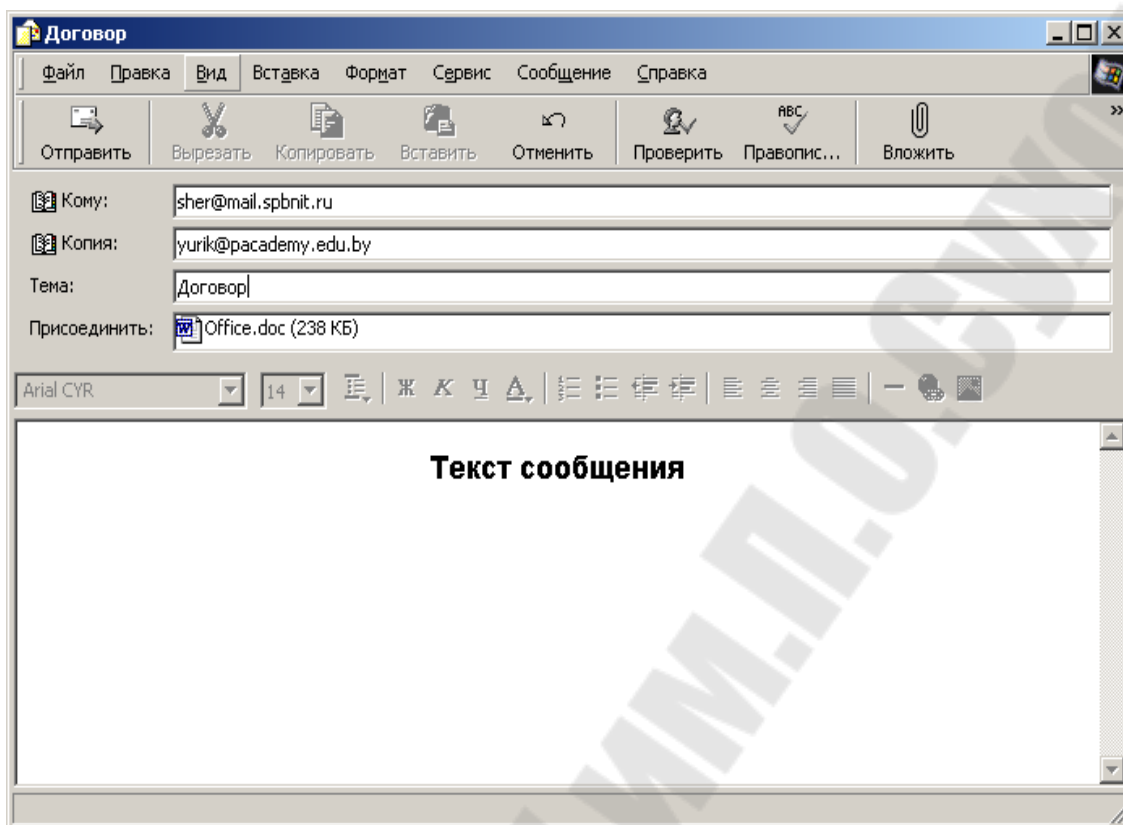 Договор
Файл Правка Вид Вставка Формат Сервис Сообщение Справка
Отправить Вырезать Копировать Вставить Отменить Проверить Правопис... Вложить
Кому: sher@mail.spbnit.ru
Копия: yurik@pacademy.edu.by
Тема: Договор
Присоединить: Office.doc (238 КБ)
Arial CYR 14 Ж К Ч А
Текст сообщения
ИМ.П.О.СУХО